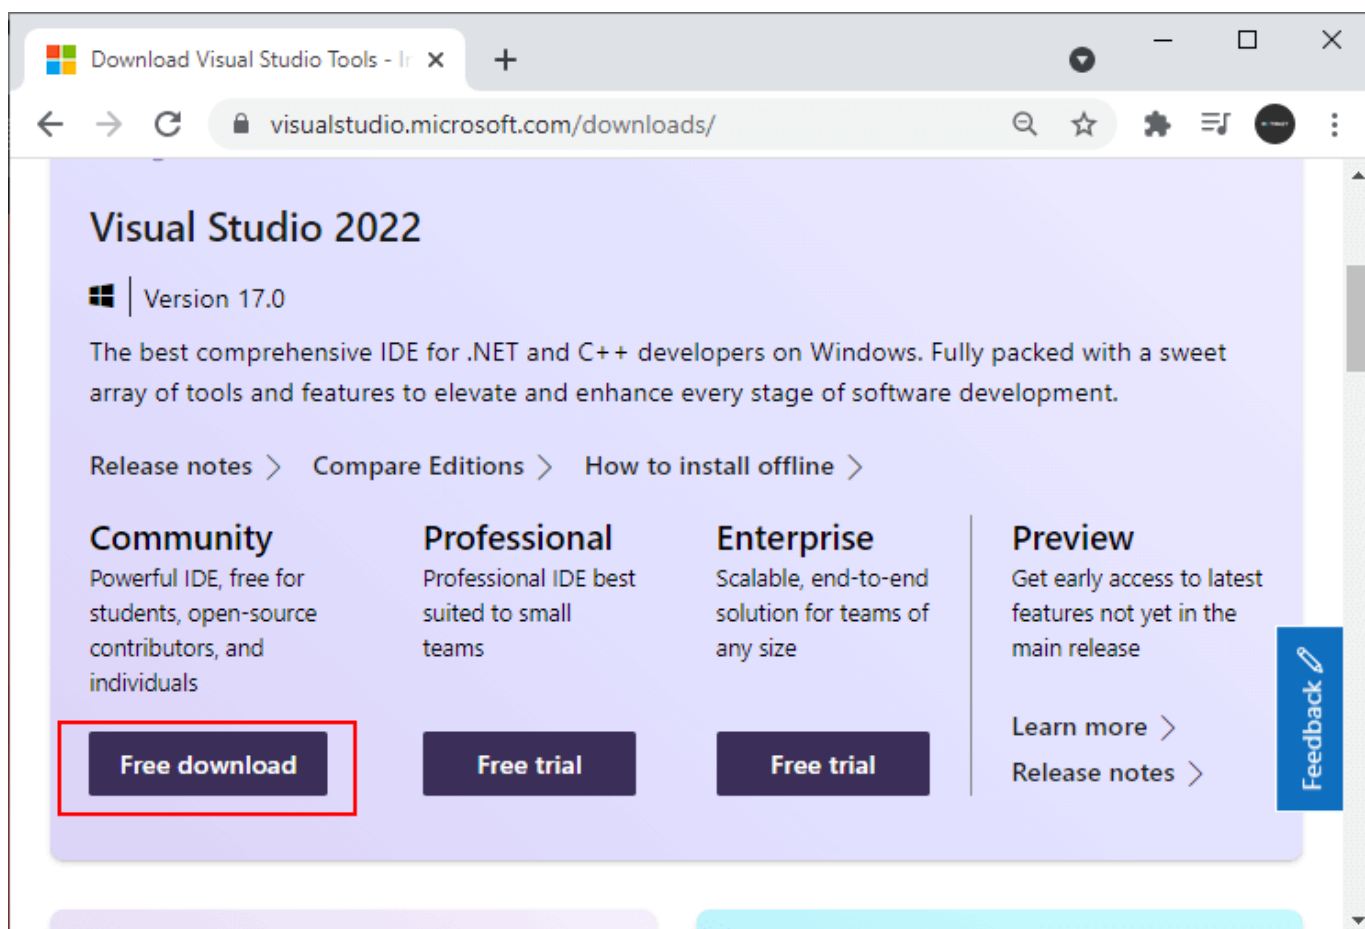 Download Visual Studio Tools - In
visualstudio.microsoft.com/downloads/
Visual Studio 2022
Version 17.0
The best comprehensive IDE for .NET and C++ developers on Windows. Fully packed with a sweet
array of tools and features to elevate and enhance every stage of software development.
Release notes Compare Editions How to install offline
Community
Powerful IDE, free for
students, open-source
contributors, and
individuals
Free download
Professional
Professional IDE best
suited to small
teams
Free trial
Enterprise
Scalable, end-to-end
solution for teams of
any size
Free trial
Preview
Get early access to latest
features not yet in the
main release
Learn more
Release notes
Feedback